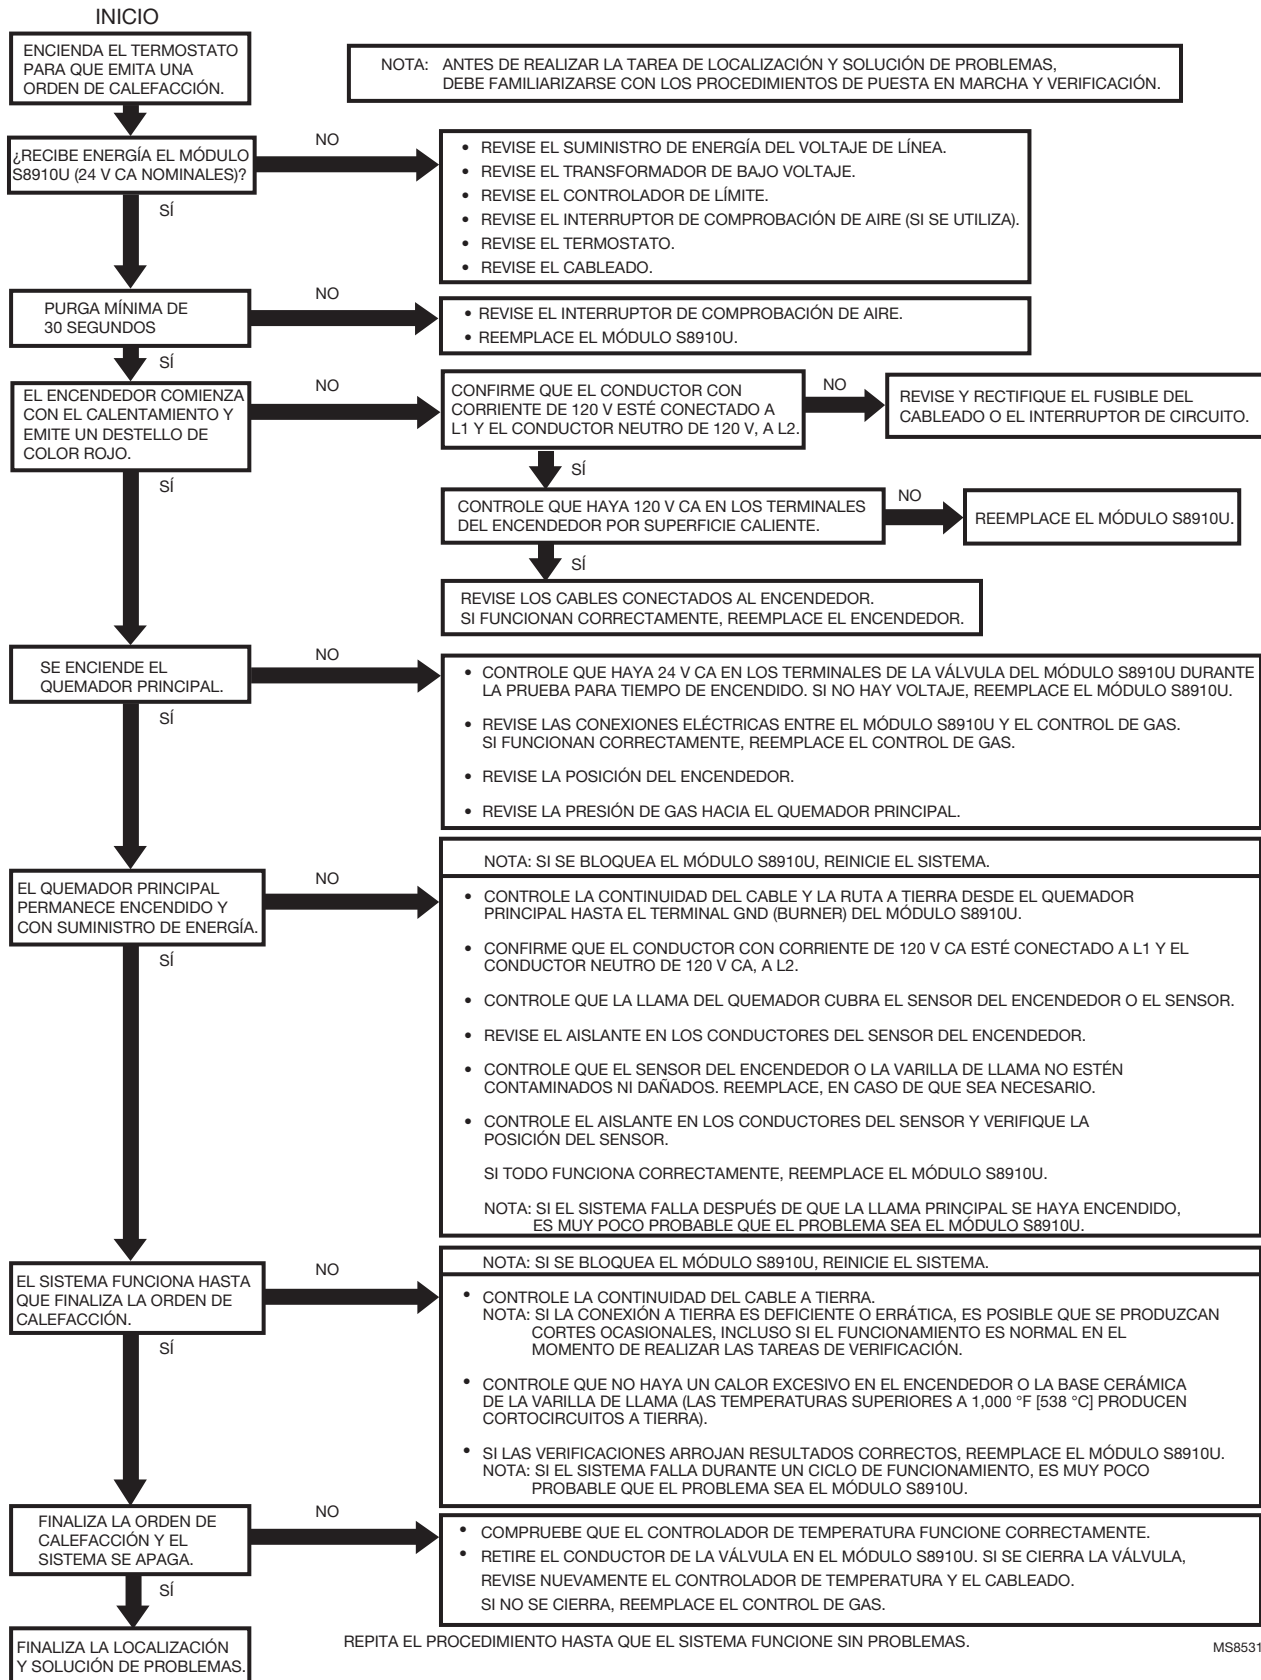 INICIO
ENCIENDA EL TERMOSTATO
PARA QUE EMITA UNA
ORDEN DE CALEFACCIÓN.
NOTA: ANTES DE REALIZAR LA TAREA DE LOCALIZACIÓN Y SOLUCIÓN DE PROBLEMAS,
DEBE FAMILIARIZARSE CON LOS PROCEDIMIENTOS DE PUESTA EN MARCHA Y VERIFICACIÓN.
¿RECIBE ENERGÍA EL MÓDULO
S8910U (24 V CA NOMINALES)?
NO
• REVISE EL SUMINISTRO DE ENERGÍA DEL VOLTAJE DE LÍNEA.
• REVISE EL TRANSFORMADOR DE BAJO VOLTAJE.
• REVISE EL CONTROLADOR DE LÍMITE.
• REVISE EL INTERRUPTOR DE COMPROBACIÓN DE AIRE (SI SE UTILIZA).
• REVISE EL TERMOSTATO.
• REVISE EL CABLEADO.
SÍ
PURGA MÍNIMA DE
30 SEGUNDOS
NO
• REVISE EL INTERRUPTOR DE COMPROBACIÓN DE AIRE.
• REEMPLACE EL MÓDULO S8910U.
SÍ
EL ENCENDEDOR COMIENZA
CON EL CALENTAMIENTO Y
EMITE UN DESTELLO DE
COLOR ROJO.
NO
CONFIRME QUE EL CONDUCTOR CON
CORRIENTE DE 120 V ESTÉ CONECTADO A
L1 Y EL CONDUCTOR NEUTRO DE 120 V, A L2.
NO
REVISE Y RECTIFIQUE EL FUSIBLE DEL
CABLEADO O EL INTERRUPTOR DE CIRCUITO.
SÍ
SÍ
CONTROLE QUE HAYA 120 V CA EN LOS TERMINALES
DEL ENCENDEDOR POR SUPERFICIE CALIENTE.
NO
REEMPLACE EL MÓDULO S8910U.
SÍ
REVISE LOS CABLES CONECTADOS AL ENCENDEDOR.
SI FUNCIONAN CORRECTAMENTE, REEMPLACE EL ENCENDEDOR.
SE ENCIENDE EL
QUEMADOR PRINCIPAL.
NO
• CONTROLE QUE HAYA 24 V CA EN LOS TERMINALES DE LA VÁLVULA DEL MÓDULO S8910U DURANTE
LA PRUEBA PARA TIEMPO DE ENCENDIDO. SI NO HAY VOLTAJE, REEMPLACE EL MÓDULO S8910U.
• REVISE LAS CONEXIONES ELÉCTRICAS ENTRE EL MÓDULO S8910U Y EL CONTROL DE GAS.
SI FUNCIONAN CORRECTAMENTE, REEMPLACE EL CONTROL DE GAS.
• REVISE LA POSICIÓN DEL ENCENDEDOR.
• REVISE LA PRESIÓN DE GAS HACIA EL QUEMADOR PRINCIPAL.
SÍ
EL QUEMADOR PRINCIPAL
PERMANECE ENCENDIDO Y
CON SUMINISTRO DE ENERGÍA.
NO
NOTA: SI SE BLOQUEA EL MÓDULO S8910U, REINICIE EL SISTEMA.
• CONTROLE LA CONTINUIDAD DEL CABLE Y LA RUTA A TIERRA DESDE EL QUEMADOR
PRINCIPAL HASTA EL TERMINAL GND (BURNER) DEL MÓDULO S8910U.
• CONFIRME QUE EL CONDUCTOR CON CORRIENTE DE 120 V CA ESTÉ CONECTADO A L1 Y EL
CONDUCTOR NEUTRO DE 120 V CA, A L2.
• CONTROLE QUE LA LLAMA DEL QUEMADOR CUBRA EL SENSOR DEL ENCENDEDOR O EL SENSOR.
• REVISE EL AISLANTE EN LOS CONDUCTORES DEL SENSOR DEL ENCENDEDOR.
• CONTROLE QUE EL SENSOR DEL ENCENDEDOR O LA VARILLA DE LLAMA NO ESTÉN
CONTAMINADOS NI DAÑADOS. REEMPLACE, EN CASO DE QUE SEA NECESARIO.
• CONTROLE EL AISLANTE EN LOS CONDUCTORES DEL SENSOR Y VERIFIQUE LA
POSICIÓN DEL SENSOR.
SI TODO FUNCIONA CORRECTAMENTE, REEMPLACE EL MÓDULO S8910U.
NOTA: SI EL SISTEMA FALLA DESPUÉS DE QUE LA LLAMA PRINCIPAL SE HAYA ENCENDIDO,
ES MUY POCO PROBABLE QUE EL PROBLEMA SEA EL MÓDULO S8910U.
SÍ
EL SISTEMA FUNCIONA HASTA
QUE FINALIZA LA ORDEN DE
CALEFACCIÓN.
NO
NOTA: SI SE BLOQUEA EL MÓDULO S8910U, REINICIE EL SISTEMA.
• CONTROLE LA CONTINUIDAD DEL CABLE A TIERRA.
NOTA: SI LA CONEXIÓN A TIERRA ES DEFICIENTE O ERRÁTICA, ES POSIBLE QUE SE PRODUZCAN
CORTES OCASIONALES, INCLUSO SI EL FUNCIONAMIENTO ES NORMAL EN EL
MOMENTO DE REALIZAR LAS TAREAS DE VERIFICACIÓN.
• CONTROLE QUE NO HAYA UN CALOR EXCESIVO EN EL ENCENDEDOR O LA BASE CERÁMICA
DE LA VARILLA DE LLAMA (LAS TEMPERATURAS SUPERIORES A 1,000 °F [538 °C] PRODUCEN
CORTOCIRCUITOS A TIERRA).
• SI LAS VERIFICACIONES ARROJAN RESULTADOS CORRECTOS, REEMPLACE EL MÓDULO S8910U.
NOTA: SI EL SISTEMA FALLA DURANTE UN CICLO DE FUNCIONAMIENTO, ES MUY POCO
PROBABLE QUE EL PROBLEMA SEA EL MÓDULO S8910U.
SÍ
FINALIZA LA ORDEN DE
CALEFACCIÓN Y EL
SISTEMA SE APAGA.
NO
• COMPRUEBE QUE EL CONTROLADOR DE TEMPERATURA FUNCIONE CORRECTAMENTE.
• RETIRE EL CONDUCTOR DE LA VÁLVULA EN EL MÓDULO S8910U. SI SE CIERRA LA VÁLVULA,
REVISE NUEVAMENTE EL CONTROLADOR DE TEMPERATURA Y EL CABLEADO.
SI NO SE CIERRA, REEMPLACE EL CONTROL DE GAS.
SÍ
FINALIZA LA LOCALIZACIÓN
Y SOLUCIÓN DE PROBLEMAS.
REPITA EL PROCEDIMIENTO HASTA QUE EL SISTEMA FUNCIONE SIN PROBLEMAS.
MS8531